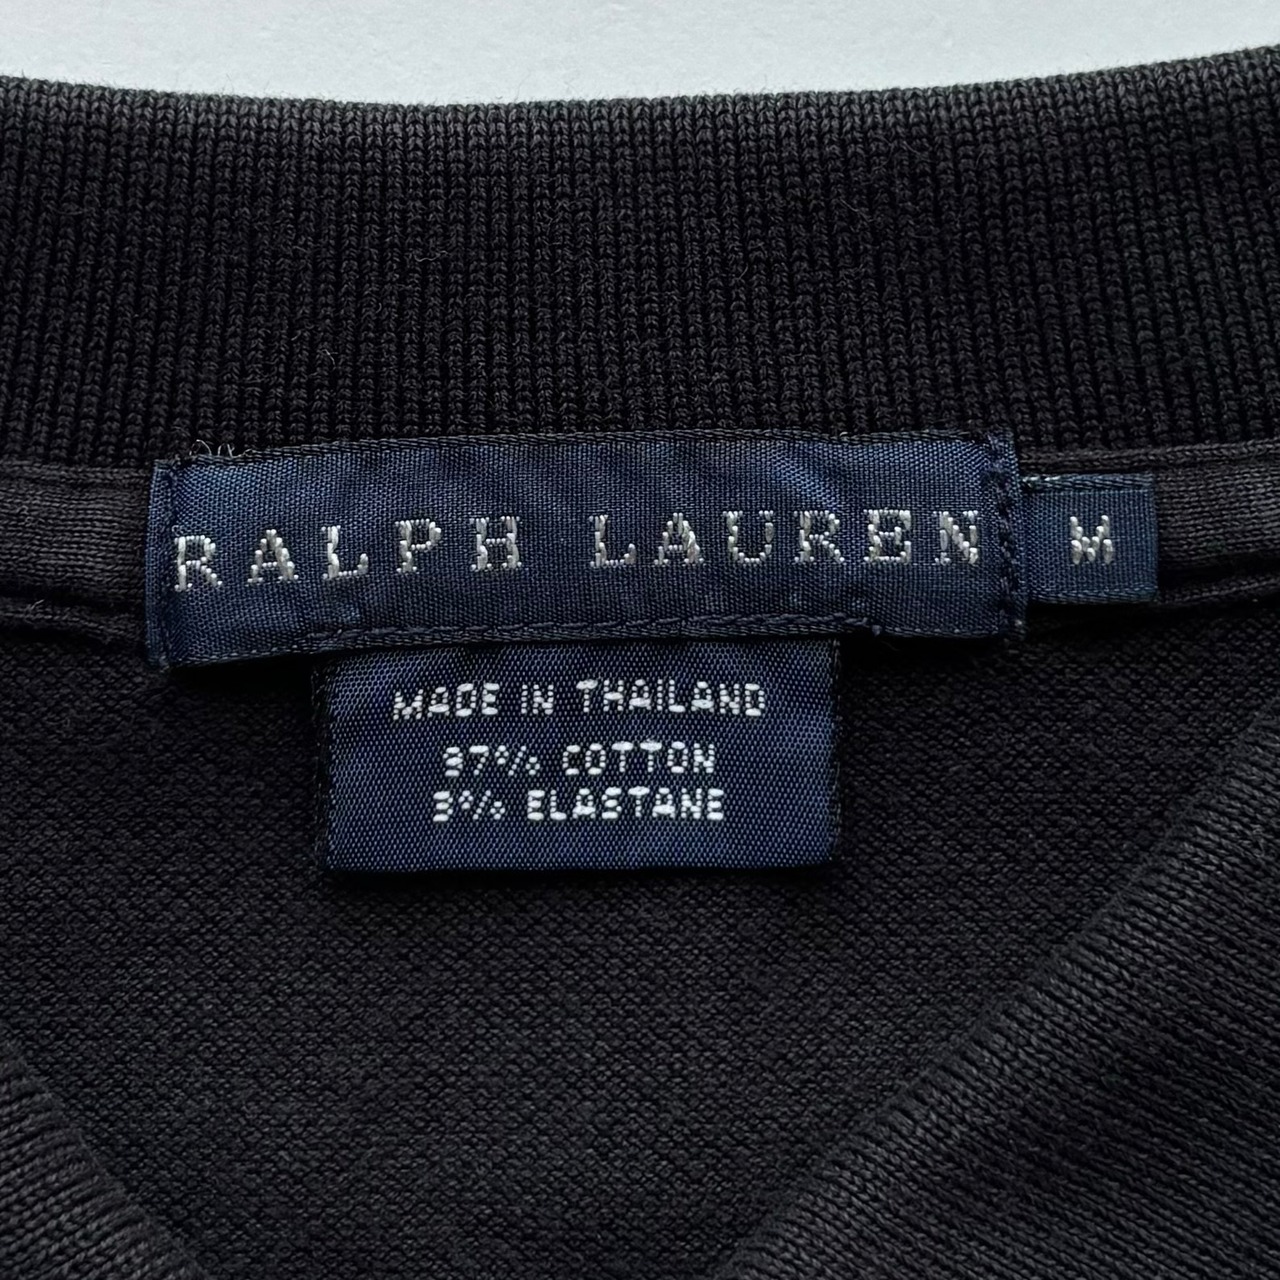 RALPH LAUREN
M
MADE IN THAILAND
97% COTTON
3% ELASTANE